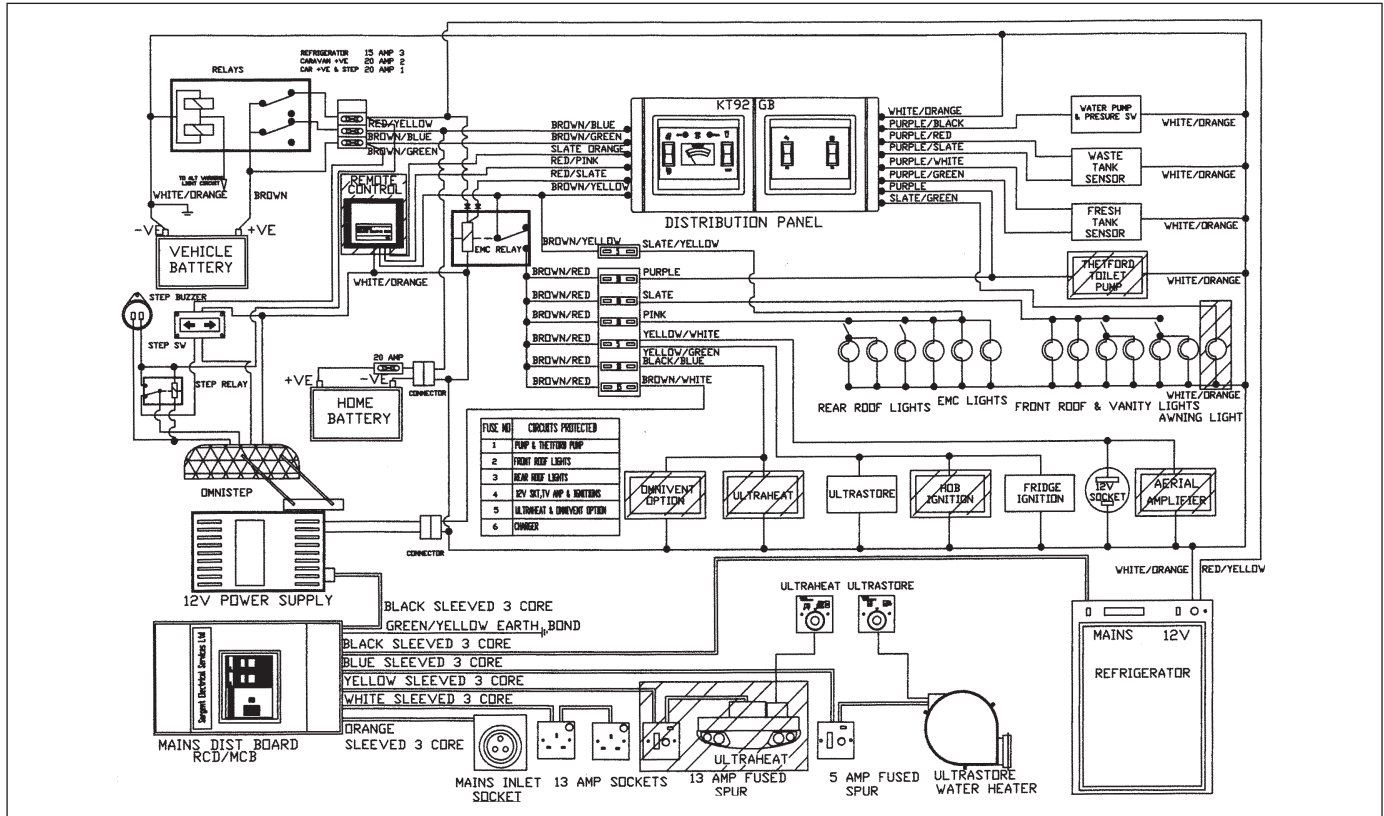 REFRIGERATOR 15 AMP 3
CARAVAN +VE 20 AMP 2
CAR +VE & STEP 20 AMP 1
RELAYS
RED/YELLOW
BROWN/BLUE
BROWN/GREEN
TO ALT WARNING
LIGHT CIRCUIT
WHITE/ORANGE
BROWN
-VE
+VE
VEHICLE
BATTERY
REMOTE
CONTROL
WHITE/ORANGE
EMC RELAY
BROWN/BLUE
BROWN/GREEN
SLATE ORANGE
RED/PINK
RED/SLATE
BROWN/YELLOW
KT92 GB
DISTRIBUTION PANEL
WHITE/ORANGE
PURPLE/BLACK
PURPLE/RED
PURPLE/SLATE
PURPLE/WHITE
PURPLE/GREEN
PURPLE
SLATE/GREEN
WATER PUMP
& PRESURE SW
WHITE/ORANGE
WASTE
TANK
SENSOR
WHITE/ORANGE
FRESH
TANK
SENSOR
WHITE/ORANGE
THETFORD
TOILET
PUMP
WHITE/ORANGE
STEP BUZZER
STEP SW
STEP RELAY
OMNISTEP
20 AMP
+VE
-VE
HOME
BATTERY
CONNECTOR
BROWN/YELLOW
SLATE/YELLOW
BROWN/RED
PURPLE
BROWN/RED
SLATE
BROWN/RED
PINK
BROWN/RED
YELLOW/WHITE
YELLOW/GREEN
BROWN/RED
BLACK/BLUE
BROWN/RED
BROWN/WHITE
REAR ROOF LIGHTS
EMC LIGHTS
FRONT ROOF & VANITY LIGHTS
WHITE/ORANGE
AWNING LIGHT
FUSE NO CIRCUITS PROTECTED
1 PUMP & THETFORD PUMP
2 FRONT ROOF LIGHTS
3 REAR ROOF LIGHTS
4 12V SKT,TV AMP & IGNITIONS
5 ULTRAHEAT & OMNIVENT OPTION
6 CHARGER
OMNIVENT
OPTION
ULTRAHEAT
ULTRASTORE
HOB
IGNITION
FRIDGE
IGNITION
12V
SOCKET
AERIAL
AMPLIFIER
CONNECTOR
12V POWER SUPPLY
WHITE/ORANGE
RED/YELLOW
BLACK SLEEVED 3 CORE
GREEN/YELLOW EARTH BOND
BLACK SLEEVED 3 CORE
BLUE SLEEVED 3 CORE
YELLOW SLEEVED 3 CORE
WHITE SLEEVED 3 CORE
ORANGE
SLEEVED 3 CORE
Sargent Electrical Services Ltd
MAINS DIST BOARD
RCD/MCB
MAINS INLET
SOCKET
13 AMP SOCKETS
ULTRAHEAT
13 AMP FUSED
SPUR
5 AMP FUSED
SPUR
ULTRAHEAT ULTRASTORE
ULTRASTORE
WATER HEATER
MAINS 12V
REFRIGERATOR